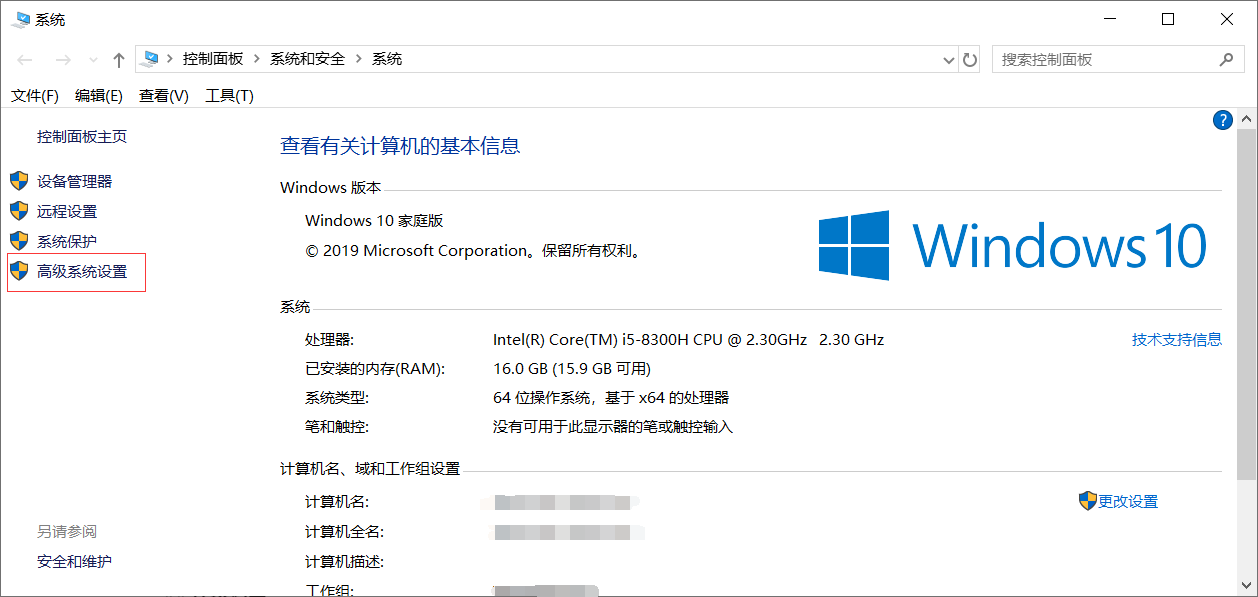 系统
控制面板 系统和安全 系统
搜索控制面板
文件(F) 编辑(E) 查看(V) 工具(T)
控制面板主页
设备管理器
远程设置
系统保护
高级系统设置
另请参阅
安全和维护
?
查看有关计算机的基本信息
Windows 版本
Windows 10 家庭版
© 2019 Microsoft Corporation。保留所有权利。
Windows 10
系统
处理器: Intel(R) Core(TM) i5-8300H CPU @ 2.30GHz 2.30 GHz
技术支持信息
已安装的内存(RAM): 16.0 GB (15.9 GB 可用)
系统类型: 64 位操作系统，基于 x64 的处理器
笔和触控: 没有可用于此显示器的笔或触控输入
计算机名、域和工作组设置
计算机名:
更改设置
计算机全名:
计算机描述:
工作组: